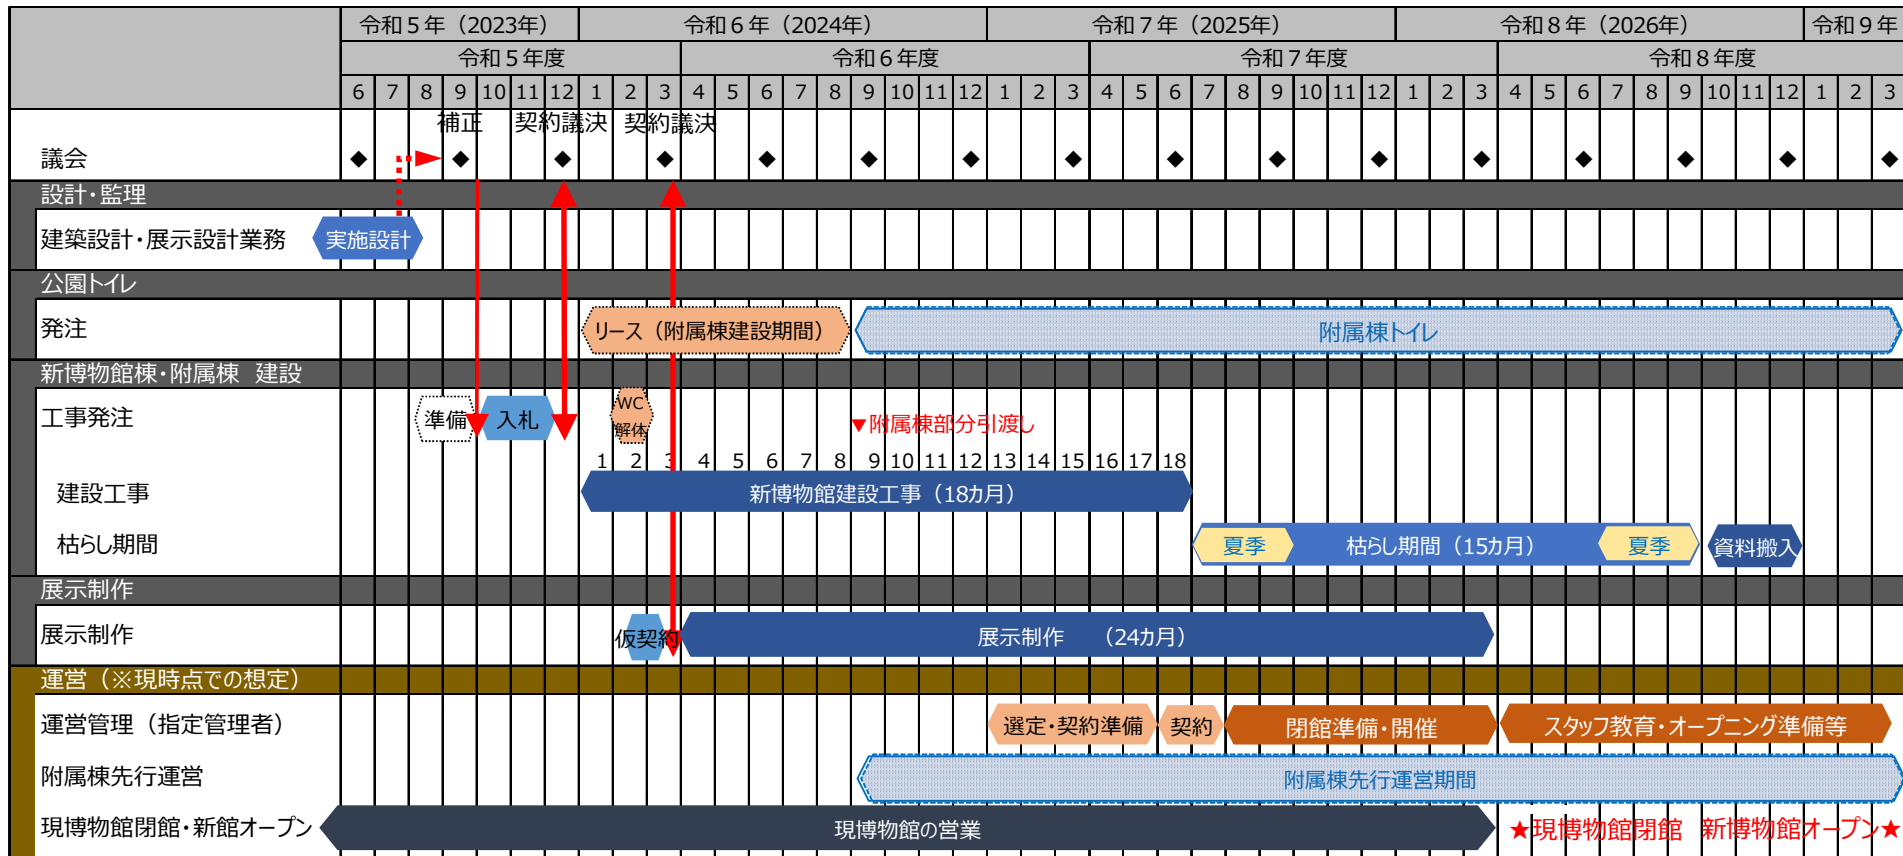 令和５年（2023年） 令和６年（2024年） 令和７年（2025年） 令和８年（2026年） 令和９年
令和５年度 令和６年度 令和７年度 令和８年度
6 7 8 9 10 11 12 1 2 3 4 5 6 7 8 9 10 11 12 1 2 3 4 5 6 7 8 9 10 11 12 1 2 3 4 5 6 7 8 9 10 11 12 1 2 3
補正 契約議決 契約議決
議会 ◆ ◆ ◆ ◆ ◆ ◆ ◆ ◆ ◆ ◆ ◆ ◆ ◆ ◆ ◆ ◆
設計・監理
建築設計・展示設計業務 実施設計
公園トイレ
発注 リース（附属棟建設期間） 附属棟トイレ
新博物館棟・附属棟　建設
工事発注 準備 入札 WC
解体
▼附属棟部分引渡し
1 2 3 4 5 6 7 8 9 10 11 12 13 14 15 16 17 18
建設工事 新博物館建設工事（18カ月）
枯らし期間 夏季 枯らし期間（15カ月） 夏季 資料搬入
展示制作
展示制作 仮契約 展示制作　（24カ月）
運営（※現時点での想定）
運営管理（指定管理者） 選定・契約準備 契約 閉館準備・開催 スタッフ教育・オープニング準備等
附属棟先行運営 附属棟先行運営期間
現博物館閉館・新館オープン 現博物館の営業 ★現博物館閉館 新博物館オープン★